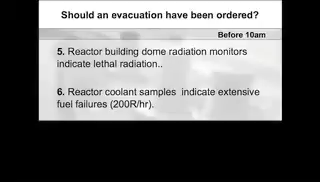 Should an evacuation have been ordered?
Before 10am
5. Reactor building dome radiation monitors
indicate lethal radiation..
6. Reactor coolant samples indicate extensive
fuel failures (200R/hr).